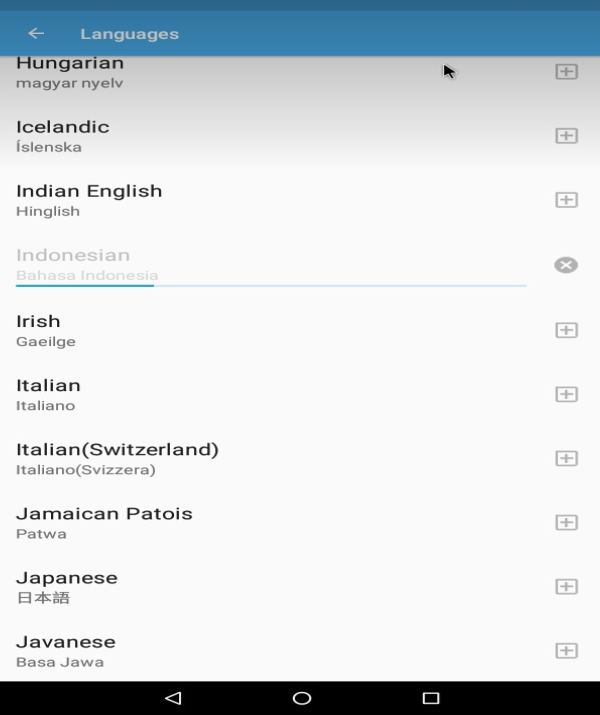 Languages
Hungarian
magyar nyelv
Icelandic
Íslenska
Indian English
Hinglish
Indonesian
Bahasa Indonesia
Irish
Gaeilge
Italian
Italiano
Italian(Switzerland)
Italiano(Svizzera)
Jamaican Patois
Patwa
Japanese
日本語
Javanese
Basa Jawa